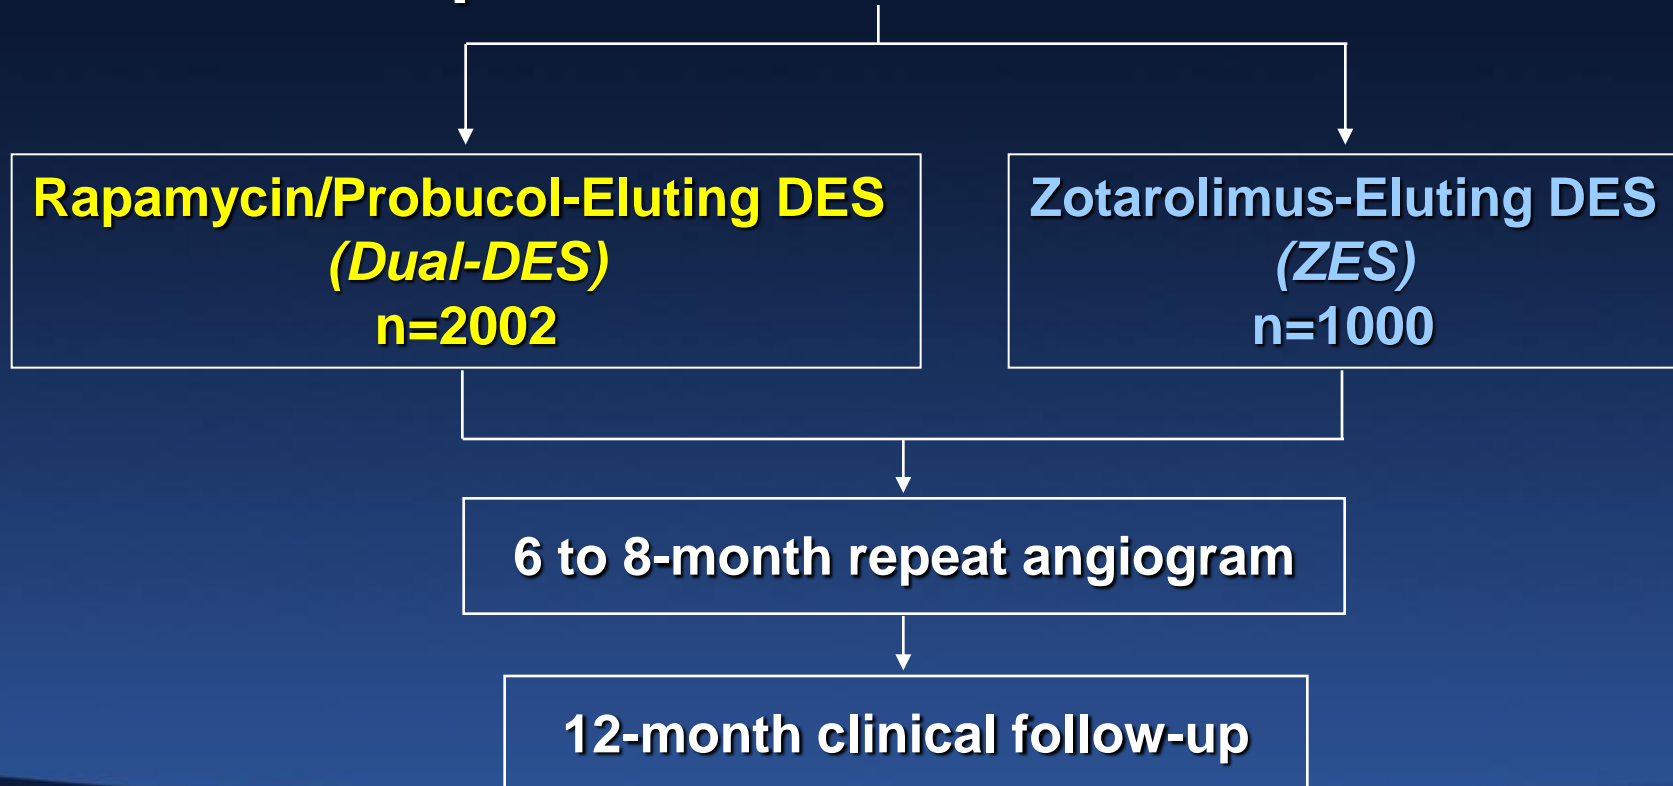 Rapamycin/Probucol-Eluting DES
(Dual-DES)
n=2002
Zotarolimus-Eluting DES
(ZES)
n=1000
6 to 8-month repeat angiogram
12-month clinical follow-up